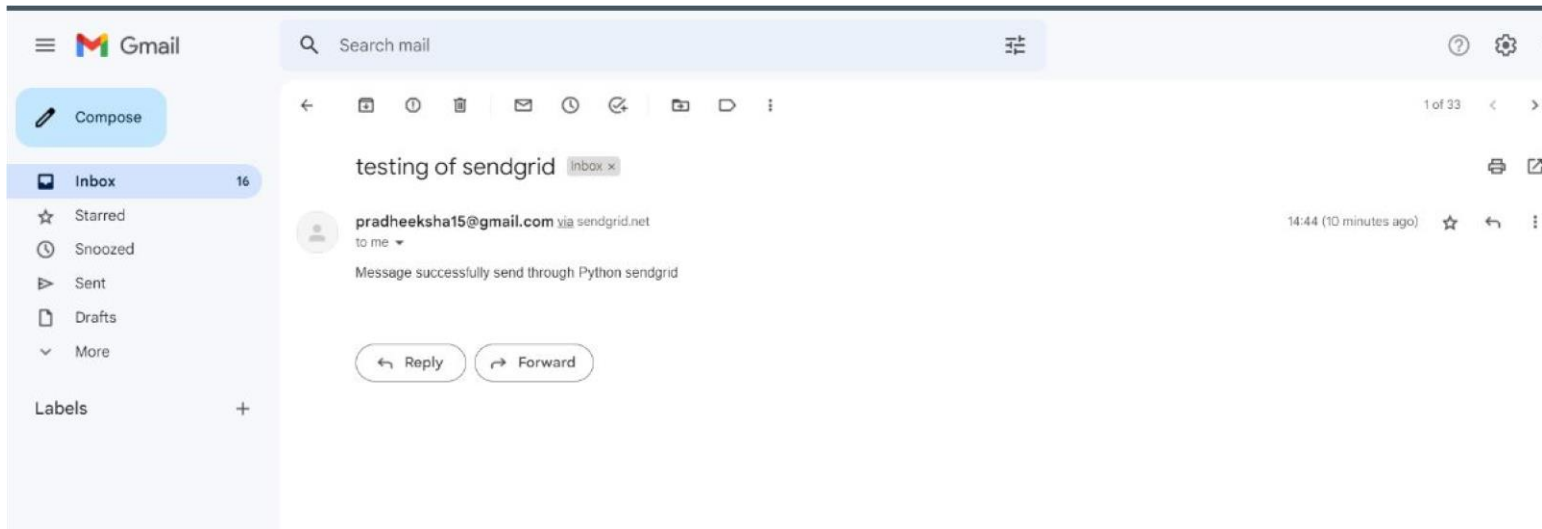 Gmail
Search mail
Compose
1 of 33
testing of sendgrid Inbox ×
Inbox 16
Starred
Snoozed
Sent
Drafts
More
Labels
pradheeksha15@gmail.com via sendgrid.net
14:44 (10 minutes ago)
to me
Message successfully send through Python sendgrid
Reply Forward